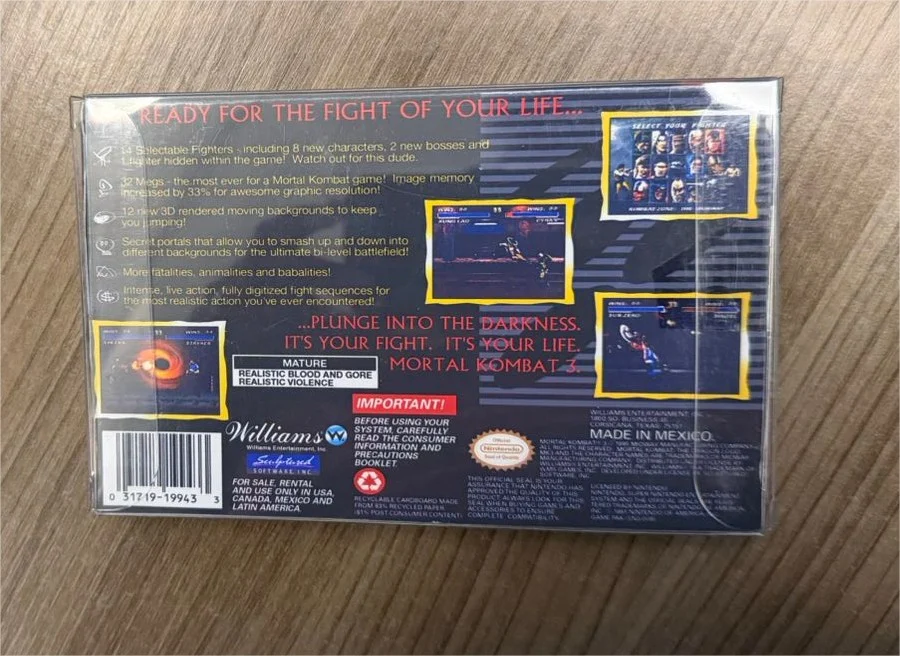 READY FOR THE FIGHT OF YOUR LIFE...
14 Selectable Fighters - including 8 new characters, 2 new bosses and
1 fighter hidden within the game! Watch out for this dude.
32 Megs - the most ever for a Mortal Kombat game! Image memory
increased by 33% for awesome graphic resolution!
12 new 3D rendered moving backgrounds to keep
you jumping!
Secret portals that allow you to smash up and down into
different backgrounds for the ultimate bi-level battlefield!
More fatalities, animalities and babalities!
Intense, live action, fully digitized fight sequences for
the most realistic action you've ever encountered!
SELECT YOUR FIGHTER
...PLUNGE INTO THE DARKNESS.
IT'S YOUR FIGHT. IT'S YOUR LIFE.
MORTAL KOMBAT 3.
MATURE
REALISTIC BLOOD AND GORE
REALISTIC VIOLENCE
Williams W
Williams Entertainment, Inc
Sculptured
SOFTWARE, INC
FOR SALE, RENTAL
AND USE ONLY IN USA,
CANADA, MEXICO AND
LATIN AMERICA.
0 31719-19943 3
IMPORTANT!
BEFORE USING YOUR
SYSTEM, CAREFULLY
READ THE CONSUMER
INFORMATION AND
PRECAUTIONS
BOOKLET.
RECYCLABLE CARDBOARD MADE
FROM 83% RECYCLED PAPER
Official
Nintendo
Seal of Quality
THIS OFFICIAL SEAL IS YOUR
ASSURANCE THAT NINTENDO HAS
APPROVED THE QUALITY OF THIS
PRODUCT. ALWAYS LOOK FOR THIS
SEAL WHEN BUYING GAMES AND
ACCESSORIES TO ENSURE
COMPLETE COMPATIBILITY.
WILLIAMS ENTERTAINMENT INC.
1800 SO. BUSINESS 45
CORSICANA, TEXAS 75151
MADE IN MEXICO.
LICENSED BY NINTENDO